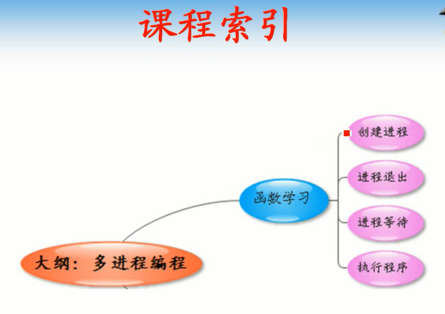 课程索引
创建进程
进程退出
函数学习
进程等待
大纲：多进程编程
执行程序